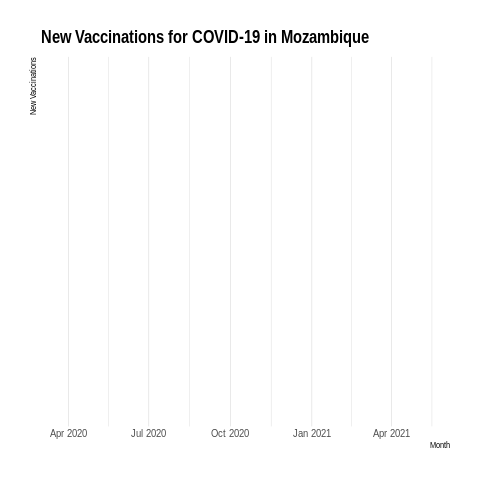 New Vaccinations for COVID-19 in Mozambique
New Vaccinations
Apr 2020
Jul 2020
Oct 2020
Jan 2021
Apr 2021
Month